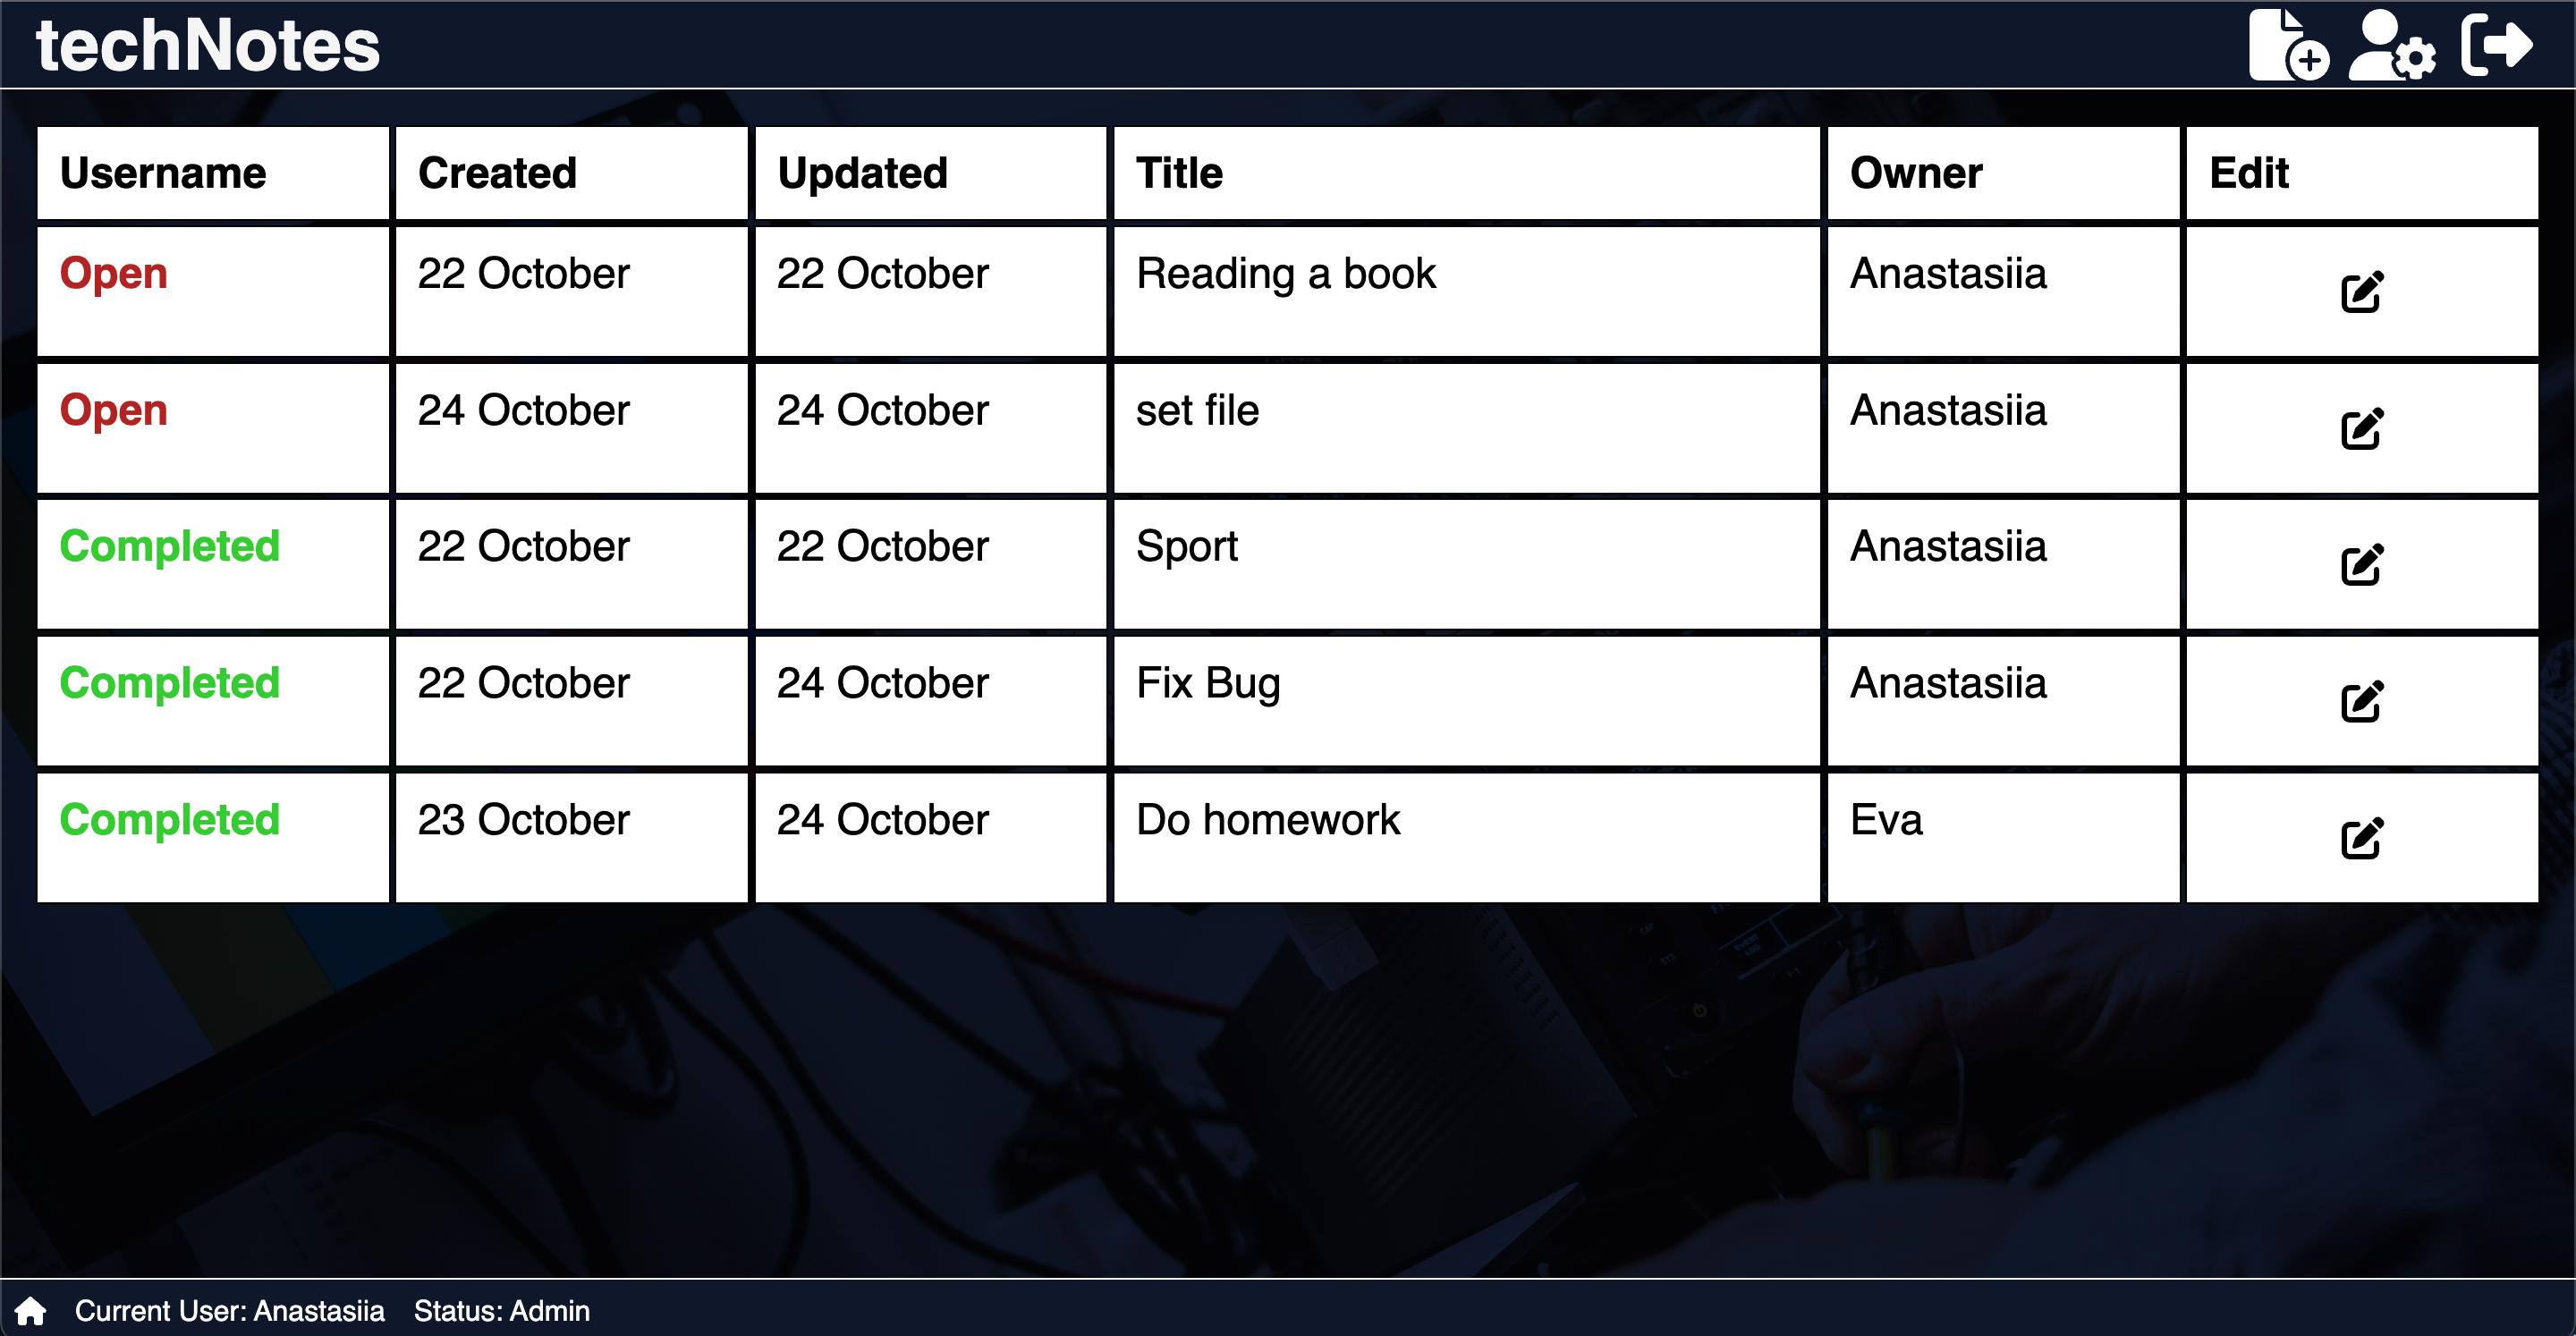 techNotes
Username Created Updated Title Owner Edit
Open 22 October 22 October Reading a book Anastasiia
Open 24 October 24 October set file Anastasiia
Completed 22 October 22 October Sport Anastasiia
Completed 22 October 24 October Fix Bug Anastasiia
Completed 23 October 24 October Do homework Eva
Current User: Anastasiia Status: Admin